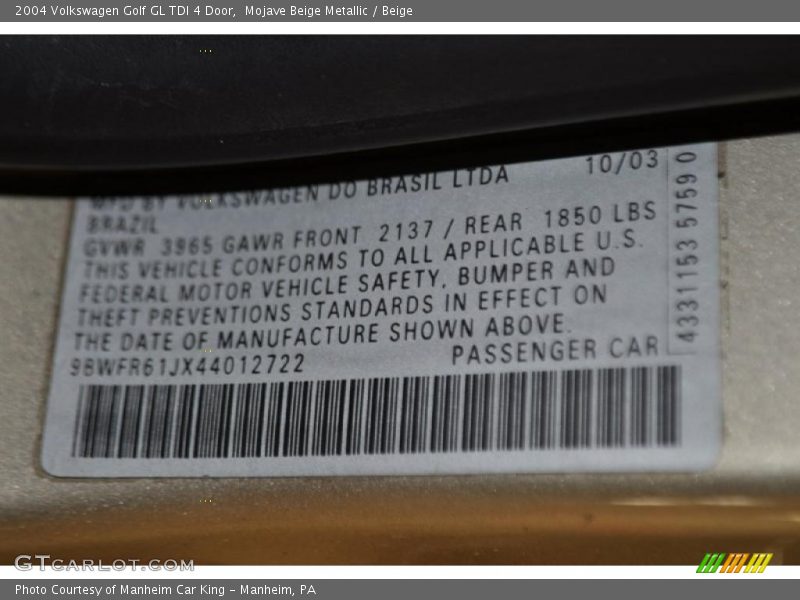 2004 Volkswagen Golf GL TDI 4 Door,  Mojave Beige Metallic / Beige
MFD BY VOLKSWAGEN DO BRASIL LTDA 10/03
BRAZIL
GVWR 3965 GAWR FRONT 2137 / REAR 1850 LBS
THIS VEHICLE CONFORMS TO ALL APPLICABLE U.S.
FEDERAL MOTOR VEHICLE SAFETY, BUMPER AND
THEFT PREVENTIONS STANDARDS IN EFFECT ON
THE DATE OF MANUFACTURE SHOWN ABOVE.
9BWFR61JX44012722 PASSENGER CAR
4331153 5759 0
GTCARLOT.COM
Photo Courtesy of Manheim Car King - Manheim, PA